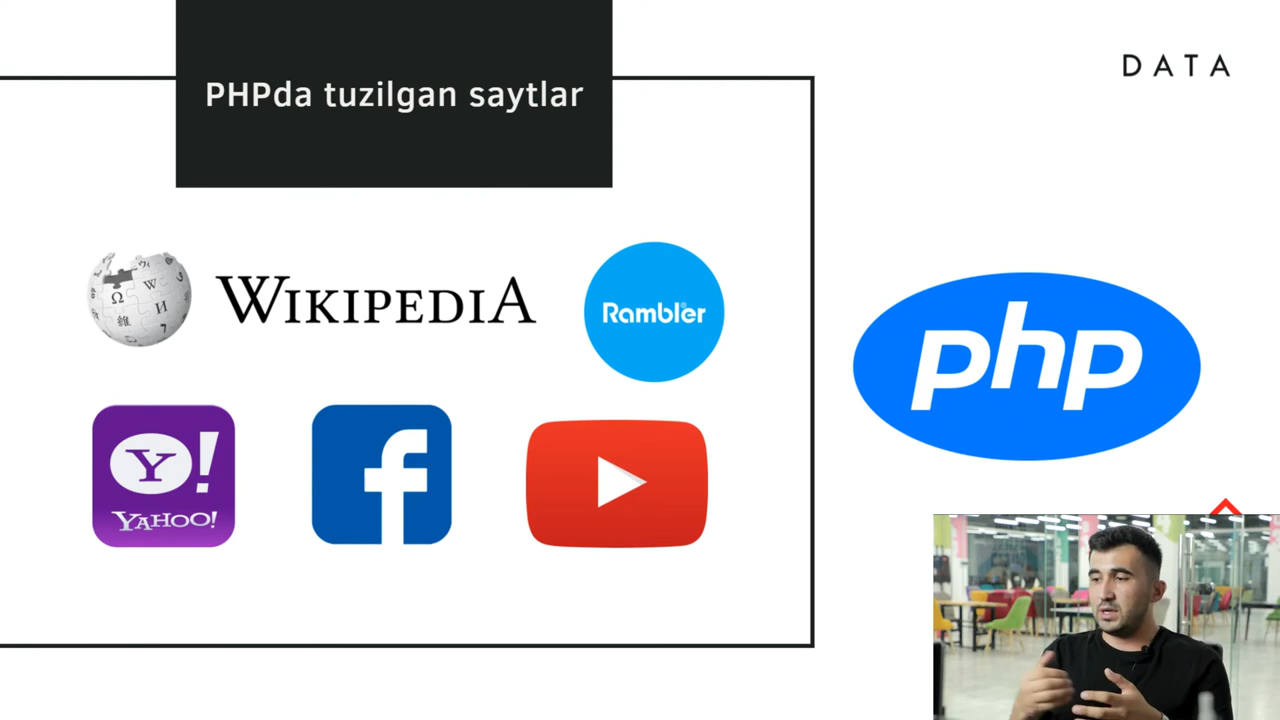 PHPda tuzilgan saytlar
DATA
WIKIPEDIA
Rambler
php
Y!
YAHOO!
f